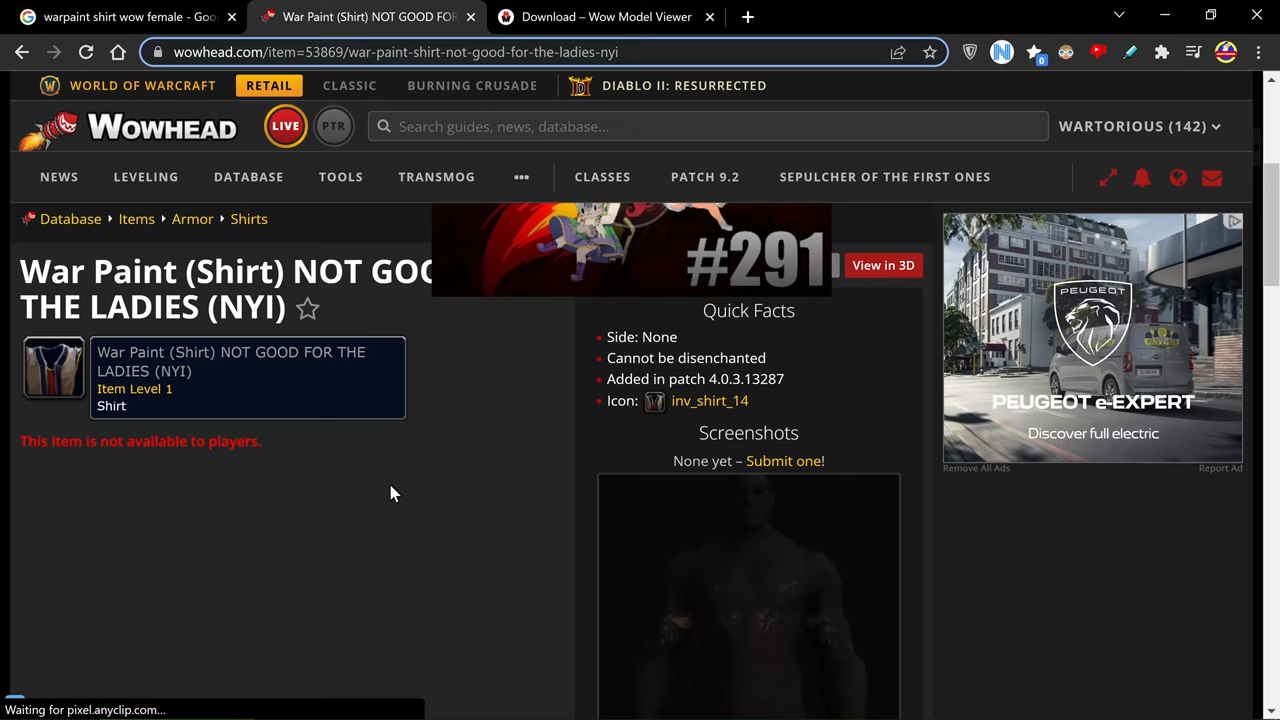 warpaint shirt wow female - Goo
War Paint (Shirt) NOT GOOD FOR
Download – Wow Model Viewer
wowhead.com/item=53869/war-paint-shirt-not-good-for-the-ladies-nyi
0
WORLD OF WARCRAFT
RETAIL
CLASSIC
BURNING CRUSADE
DIABLO II: RESURRECTED
WOWHEAD
LIVE
PTR
Search guides, news, database...
WARTORIOUS (142)
NEWS
LEVELING
DATABASE
TOOLS
TRANSMOG
CLASSES
PATCH 9.2
SEPULCHER OF THE FIRST ONES
Database
Items
Armor
Shirts
War Paint (Shirt) NOT GOO
THE LADIES (NYI)
#291
View in 3D
War Paint (Shirt) NOT GOOD FOR THE
LADIES (NYI)
Item Level 1
Shirt
This item is not available to players.
Quick Facts
Side: None
Cannot be disenchanted
Added in patch 4.0.3.13287
Icon: inv_shirt_14
Screenshots
None yet – Submit one!
PEUGEOT
PEUGEOT e-EXPERT
Discover full electric
Remove All Ads
Report Ad
Waiting for pixel.anyclip.com...